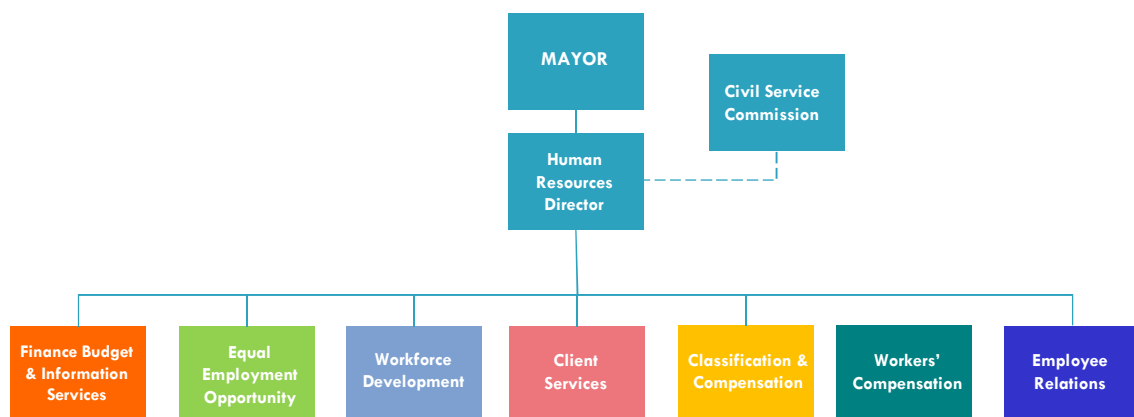 MAYOR
Civil Service
Commission
Human
Resources
Director
Finance Budget
& Information
Services
Equal
Employment
Opportunity
Workforce
Development
Client
Services
Classification &
Compensation
Workers’
Compensation
Employee
Relations